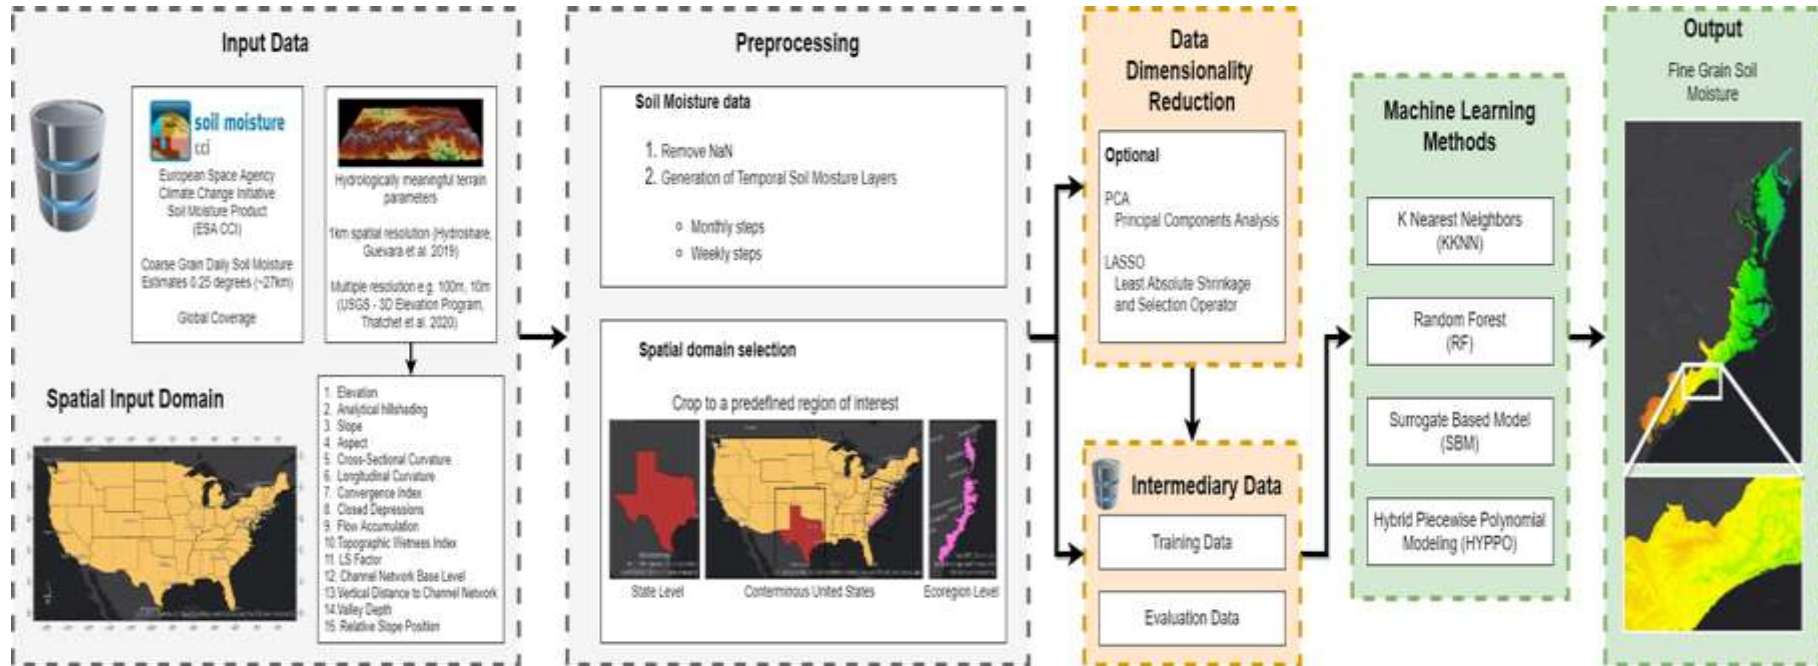 Input Data
soil moisture
cci
European Space Agency
Climate Change Initiative
Soil Moisture Product
(ESA CCI)
Coarse Grain Daily Soil Moisture
Estimates 0.25 degrees (~27km)
Global Coverage
Hydrologically meaningful terrain
parameters
1km spatial resolution (Hydroshare,
Guevara et al. 2019)
Multiple resolution e.g. 100m, 10m
(USGS - 3D Elevation Program,
Thatchet et al. 2020)
Spatial Input Domain
1. Elevation
2. Analytical hillshading
3. Slope
4. Aspect
5. Cross-Sectional Curvature
6. Longitudinal Curvature
7. Convergence Index
8. Closed Depressions
9. Flow Accumulation
10. Topographic Wetness Index
11. LS Factor
12. Channel Network Base Level
13. Vertical Distance to Channel Network
14. Valley Depth
15. Relative Slope Position
Preprocessing
Soil Moisture data
1. Remove NaN
2. Generation of Temporal Soil Moisture Layers
Monthly steps
Weekly steps
Spatial domain selection
Crop to a predefined region of interest
State Level
Conterminous United States
Ecoregion Level
Data
Dimensionality
Reduction
Optional
PCA
Principal Components Analysis
LASSO
Least Absolute Shrinkage
and Selection Operator
Intermediary Data
Training Data
Evaluation Data
Machine Learning
Methods
K Nearest Neighbors
(KKNN)
Random Forest
(RF)
Surrogate Based Model
(SBM)
Hybrid Piecewise Polynomial
Modeling (HYPPO)
Output
Fine Grain Soil
Moisture